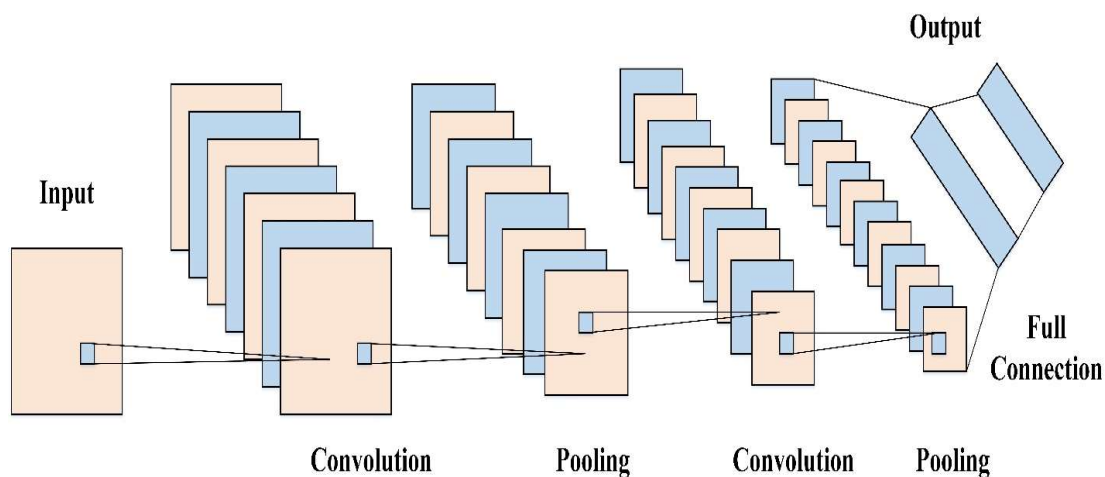 Output
Input
Full
Connection
Convolution
Pooling
Convolution
Pooling